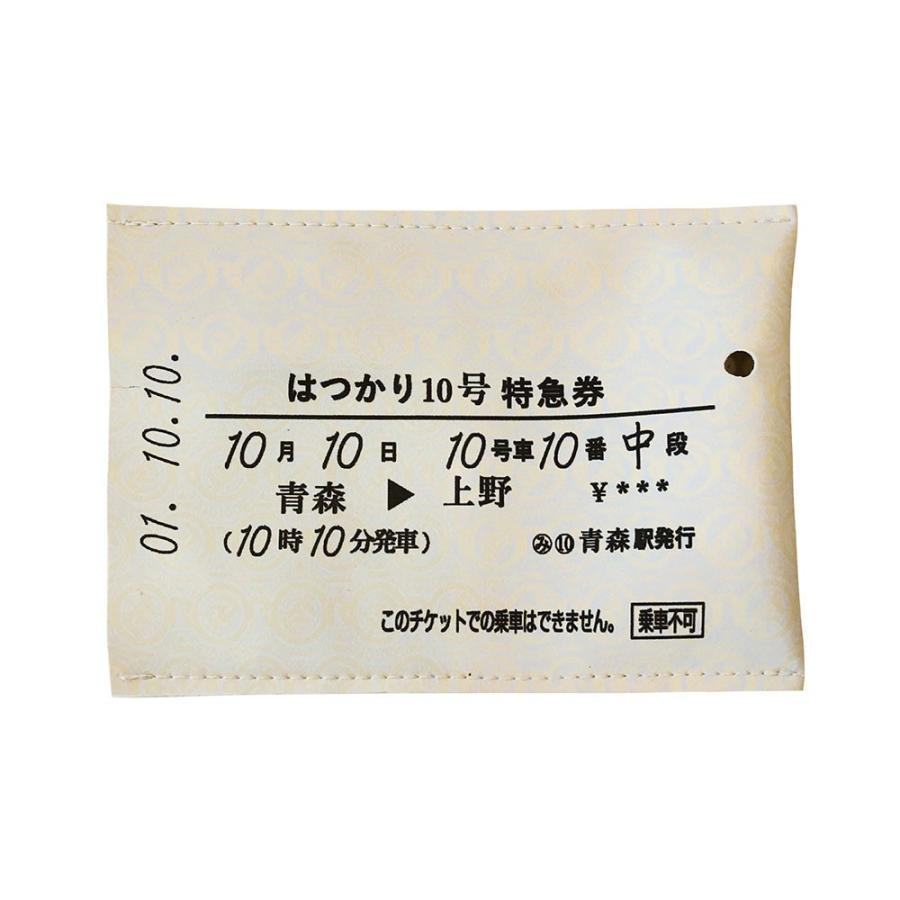 01. 10.10.
はつかり10号 特急券
10月 10日 10号車10番 中段
青森 ▶ 上野 ¥***
(10時10分発車) ㋯⑩青森駅発行
このチケットでの乗車はできません。 乗車不可